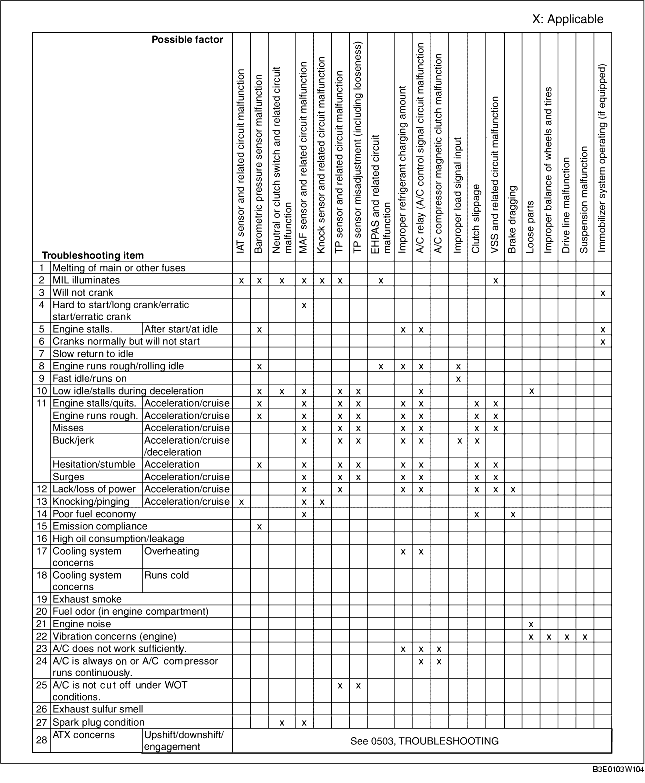 X: Applicable
Possible factor
Troubleshooting item
IAT sensor and related circuit malfunction
Barometric pressure sensor malfunction
Neutral or clutch switch and related circuit
malfunction
MAF sensor and related circuit malfunction
Knock sensor and related circuit malfunction
TP sensor and related circuit malfunction
TP sensor misadjustment (including looseness)
EHPAS and related circuit
malfunction
Improper refrigerant charging amount
A/C relay (A/C control signal circuit malfunction
A/C compressor magnetic clutch malfunction
Improper load signal input
Clutch slippage
VSS and related circuit malfunction
Brake dragging
Loose parts
Improper balance of wheels and tires
Drive line malfunction
Suspension malfunction
Immobilizer system operating (if equipped)
1 Melting of main or other fuses
2 MIL illuminates x x x x x x x x
3 Will not crank x
4 Hard to start/long crank/erratic x
start/erratic crank
5 Engine stalls. After start/at idle x x x x
6 Cranks normally but will not start x
7 Slow return to idle
8 Engine runs rough/rolling idle x x x x x
9 Fast idle/runs on x
10 Low idle/stalls during deceleration x x x x x x x
11 Engine stalls/quits. Acceleration/cruise x x x x x x x x
Engine runs rough. Acceleration/cruise x x x x x x x x
Misses Acceleration/cruise x x x x x x x
Buck/jerk Acceleration/cruise x x x x x x x
/deceleration
Hesitation/stumble Acceleration x x x x x x x x
Surges Acceleration/cruise x x x x x x x
12 Lack/loss of power Acceleration/cruise x x x x x x x
13 Knocking/pinging Acceleration/cruise x x x
14 Poor fuel economy x x x
15 Emission compliance x
16 High oil consumption/leakage
17 Cooling system Overheating x x
concerns
18 Cooling system Runs cold
concerns
19 Exhaust smoke
20 Fuel odor (in engine compartment)
21 Engine noise x
22 Vibration concerns (engine) x x x x
23 A/C does not work sufficiently. x x x
24 A/C is always on or A/C compressor x x
runs continuously.
25 A/C is not cut off under WOT x x
conditions.
26 Exhaust sulfur smell
27 Spark plug condition x x
28 ATX concerns Upshift/downshift/
engagement See 0503, TROUBLESHOOTING
B3E0103W104